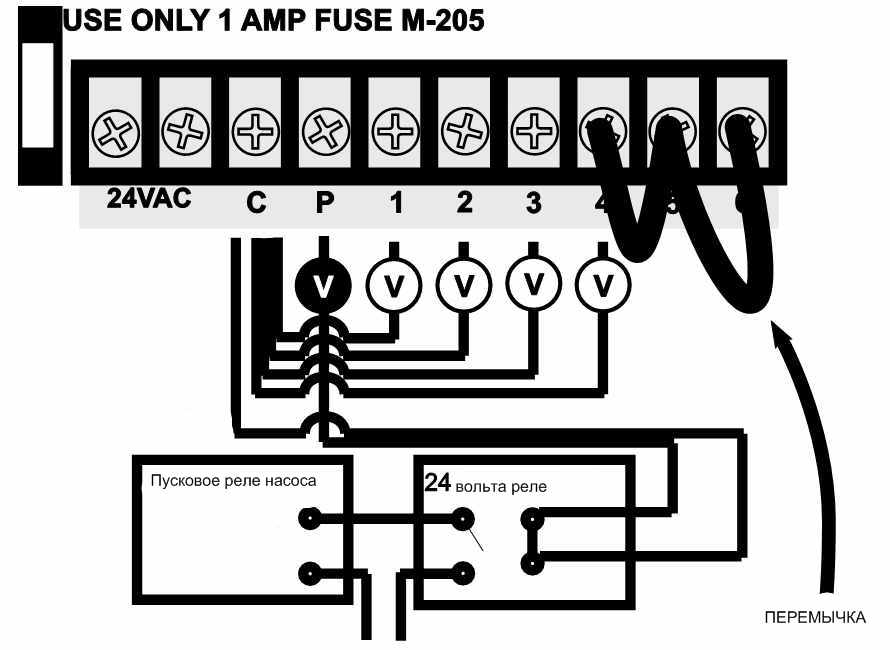 USE ONLY 1 AMP FUSE M-205
24VAC C P 1 2 3 4
V V V V V
Пусковое реле насоса
24 вольта реле
ПЕРЕМЫЧКА